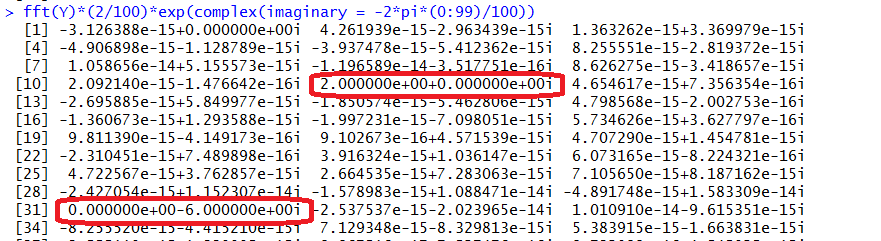 > fft(Y)*(2/100)*exp(complex(imaginary = -2*pi*(0:99)/100))
[1] -3.126388e-15+0.000000e+00i 4.261939e-15-2.963439e-15i 1.363262e-15+3.369979e-15i
[4] -4.906898e-15-1.128789e-15i -3.937478e-15-5.412362e-15i 8.255551e-15-2.819372e-15i
[7] 1.058656e-14+5.155573e-15i -1.196589e-14-3.517751e-16i 8.626275e-15-3.418657e-15i
[10] 2.092140e-15-1.476642e-16i 2.000000e+00+0.000000e+00i 4.654617e-15+7.356354e-16i
[13] -2.695885e-15+5.849977e-15i -1.850574e-15-5.462806e-15i 4.798568e-15-2.002753e-16i
[16] -1.360673e-15+1.293588e-15i -1.997231e-15-7.098051e-15i 5.734626e-15+3.627797e-16i
[19] 9.811390e-15-4.149173e-16i 9.102673e-16+4.571539e-15i 4.707290e-15+1.454781e-15i
[22] -2.310451e-15+7.489898e-16i 3.916324e-15+1.036147e-15i 6.073165e-15-8.224321e-16i
[25] 4.722567e-15+3.762857e-15i 2.664535e-15+7.283063e-15i 7.105650e-15+8.187162e-15i
[28] -2.427054e-15+1.152307e-14i -1.578983e-15+1.088471e-14i -4.891748e-15+1.583309e-14i
[31] 0.000000e+00-6.000000e+00i -2.537537e-15-2.023965e-14i 1.010910e-14-9.615351e-15i
[34] -8.255520e-15-4.415210e-15i 7.129348e-15-8.329813e-15i 5.383915e-15-1.663831e-15i